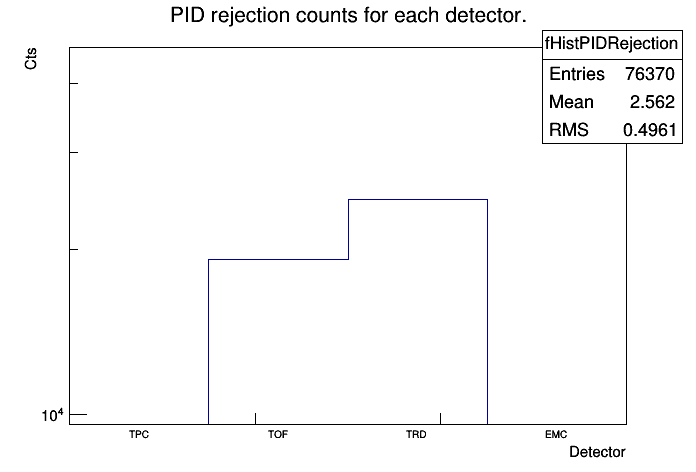 PID rejection counts for each detector.
Cts
fHistPIDRejection
Entries 76370
Mean 2.562
RMS 0.4961
10⁴
TPC TOF TRD EMC
Detector